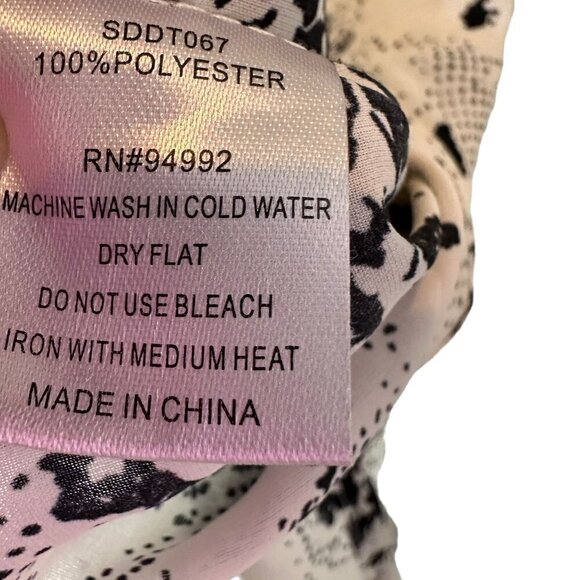 SDDT067
100%POLYESTER
RN#94992
MACHINE WASH IN COLD WATER
DRY FLAT
DO NOT USE BLEACH
IRON WITH MEDIUM HEAT
MADE IN CHINA